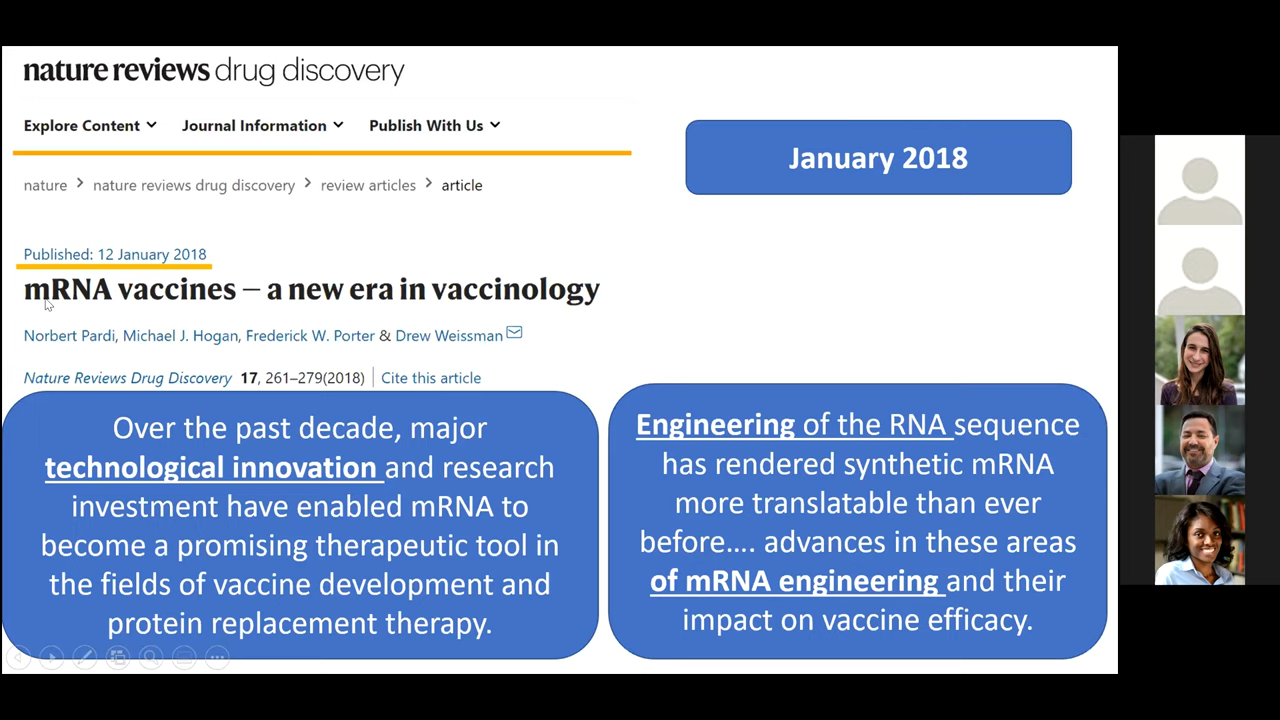 nature reviews drug discovery
Explore Content Journal Information Publish With Us
January 2018
nature > nature reviews drug discovery > review articles > article
Published: 12 January 2018
mRNA vaccines — a new era in vaccinology
Norbert Pardi, Michael J. Hogan, Frederick W. Porter & Drew Weissman
Nature Reviews Drug Discovery 17, 261–279(2018) | Cite this article
Over the past decade, major
technological innovation and research
investment have enabled mRNA to
become a promising therapeutic tool in
the fields of vaccine development and
protein replacement therapy.
Engineering of the RNA sequence
has rendered synthetic mRNA
more translatable than ever
before…. advances in these areas
of mRNA engineering and their
impact on vaccine efficacy.